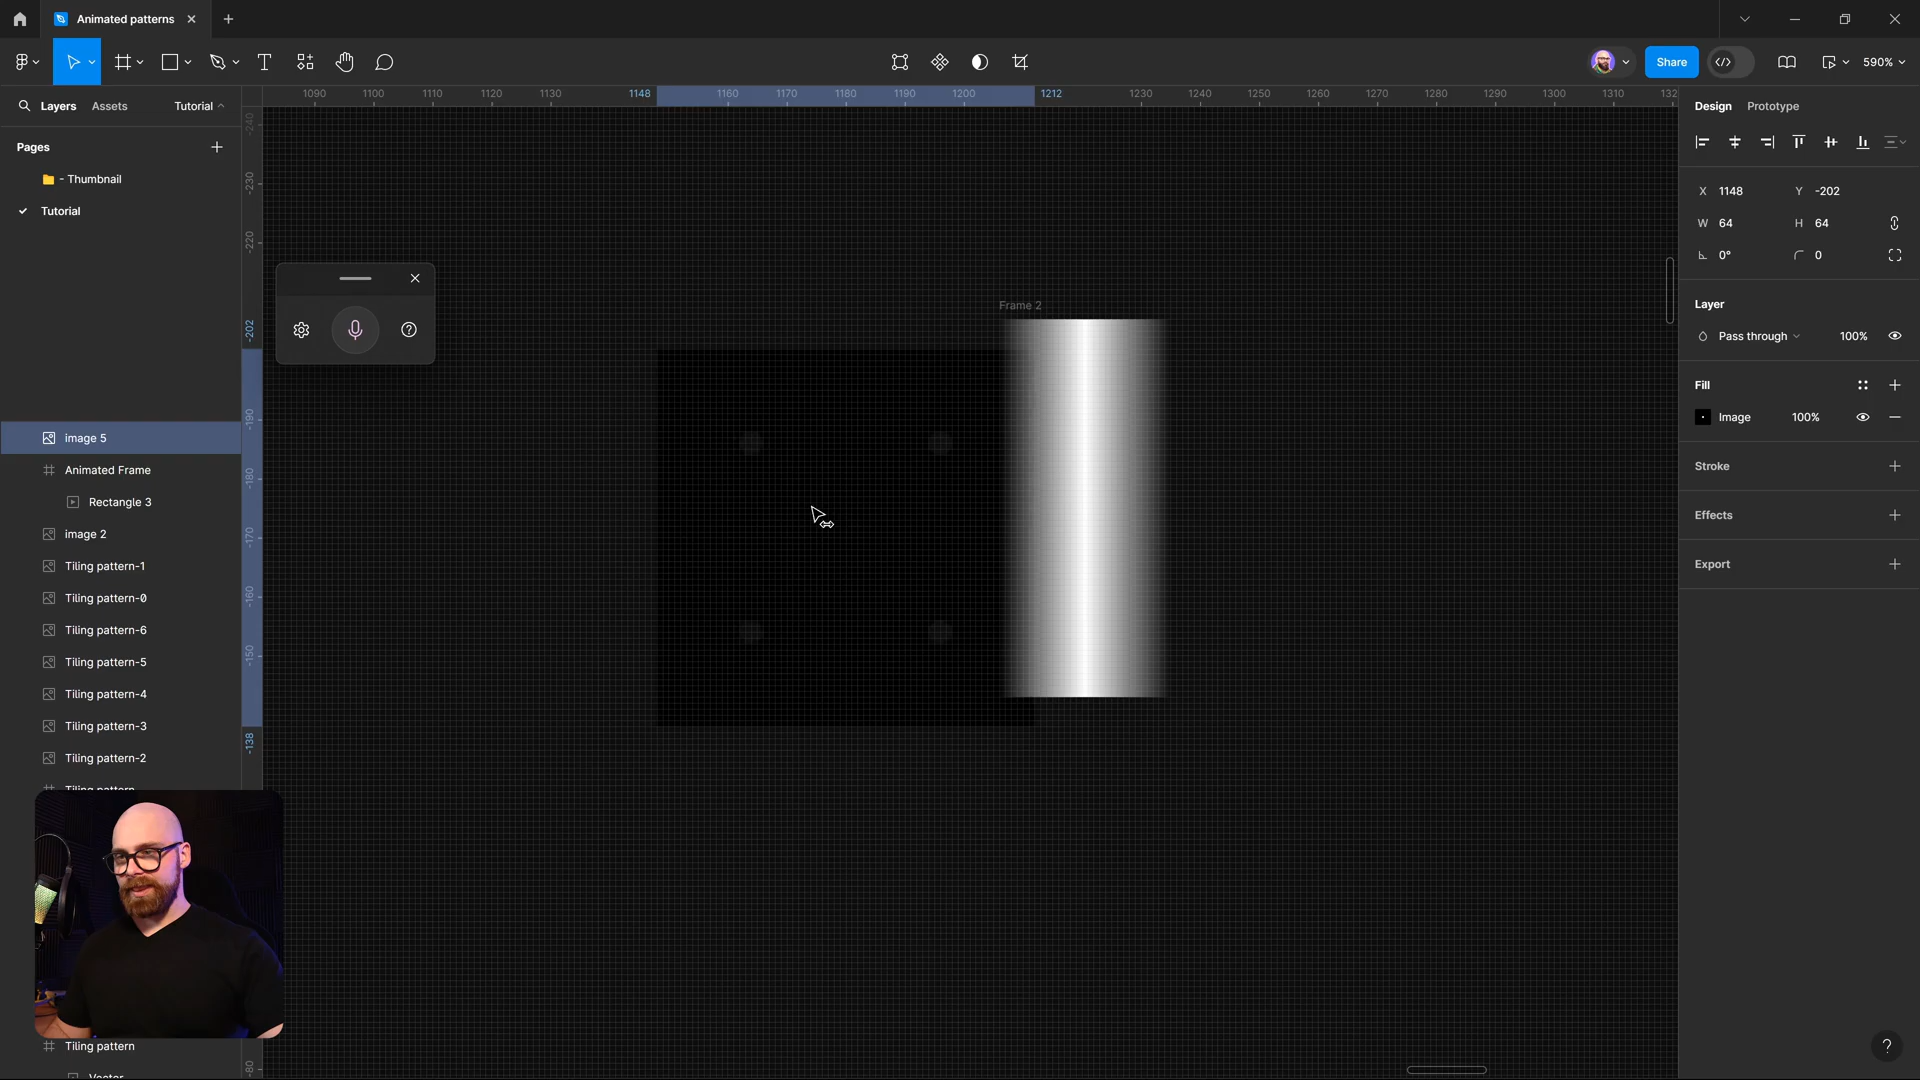 Animated patterns
Share
590%
Layers
Assets
Tutorial
1090
1100
1110
1120
1130
1148
1160
1170
1180
1190
1200
1212
1230
1240
1250
1260
1270
1280
1290
1300
1310
132
Design
Prototype
Pages
- Thumbnail
Tutorial
-240
-230
-220
-202
-190
-180
-170
-160
-150
-138
-80
X 1148
Y -202
W 64
H 64
0°
0
Layer
Pass through
100%
Fill
Image
100%
Stroke
Effects
Export
Frame 2
image 5
Animated Frame
Rectangle 3
image 2
Tiling pattern-1
Tiling pattern-0
Tiling pattern-6
Tiling pattern-5
Tiling pattern-4
Tiling pattern-3
Tiling pattern-2
Tiling pattern
Tiling pattern
Vector
?